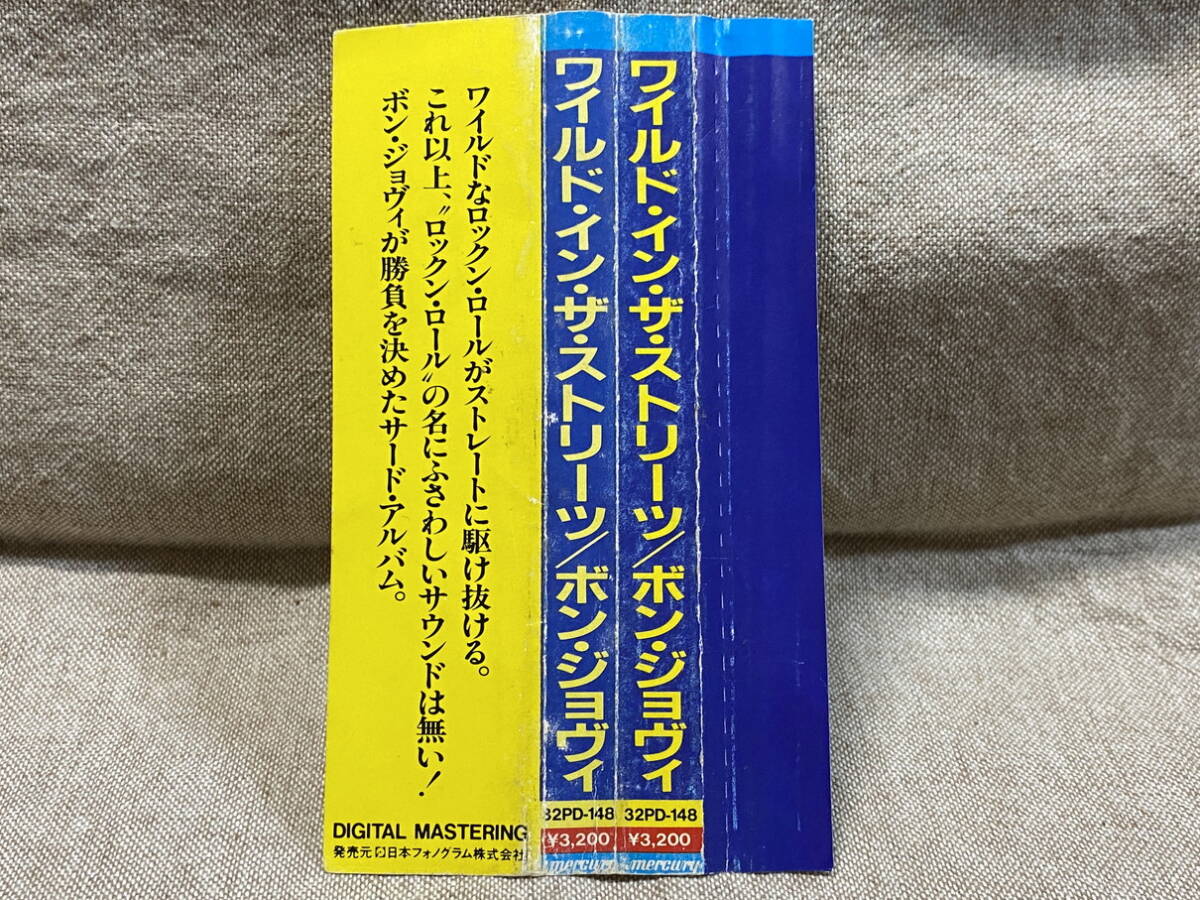 ワイルドなロックン・ロールがストレートに駆け抜ける。
これ以上、〝ロックン・ロール〟の名にふさわしいサウンドは無い！
ボン・ジョヴィが勝負を決めたサード・アルバム。
DIGITAL MASTERING
発売元 日本フォノグラム株式会社
ワイルド・イン・ザ・ストリーツ/ボン・ジョヴィ
32PD-148
¥3,200
mercury
ワイルド・イン・ザ・ストリーツ/ボン・ジョヴィ
32PD-148
¥3,200
mercury